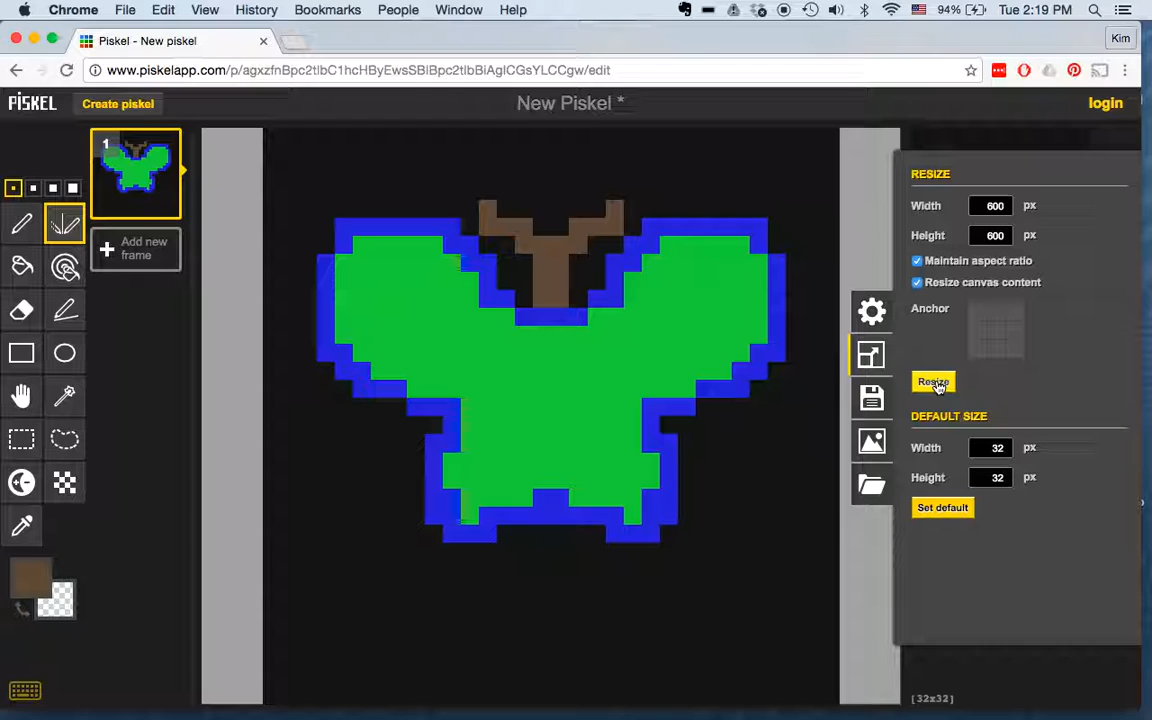 Chrome File Edit View History Bookmarks People Window Help 94% Tue 2:19 PM
Piskel - New piskel Kim
www.piskelapp.com/p/agxzfnBpc2tlbC1hcHByEwsSBlBpc2tlbBiAglCGsYLCCgw/edit
PISKEL Create piskel New Piskel * login
1
Add new
frame
RESIZE
Width 600 px
Height 600 px
Maintain aspect ratio
Resize canvas content
Anchor
Resize
DEFAULT SIZE
Width 32 px
Height 32 px
Set default
[32x32]